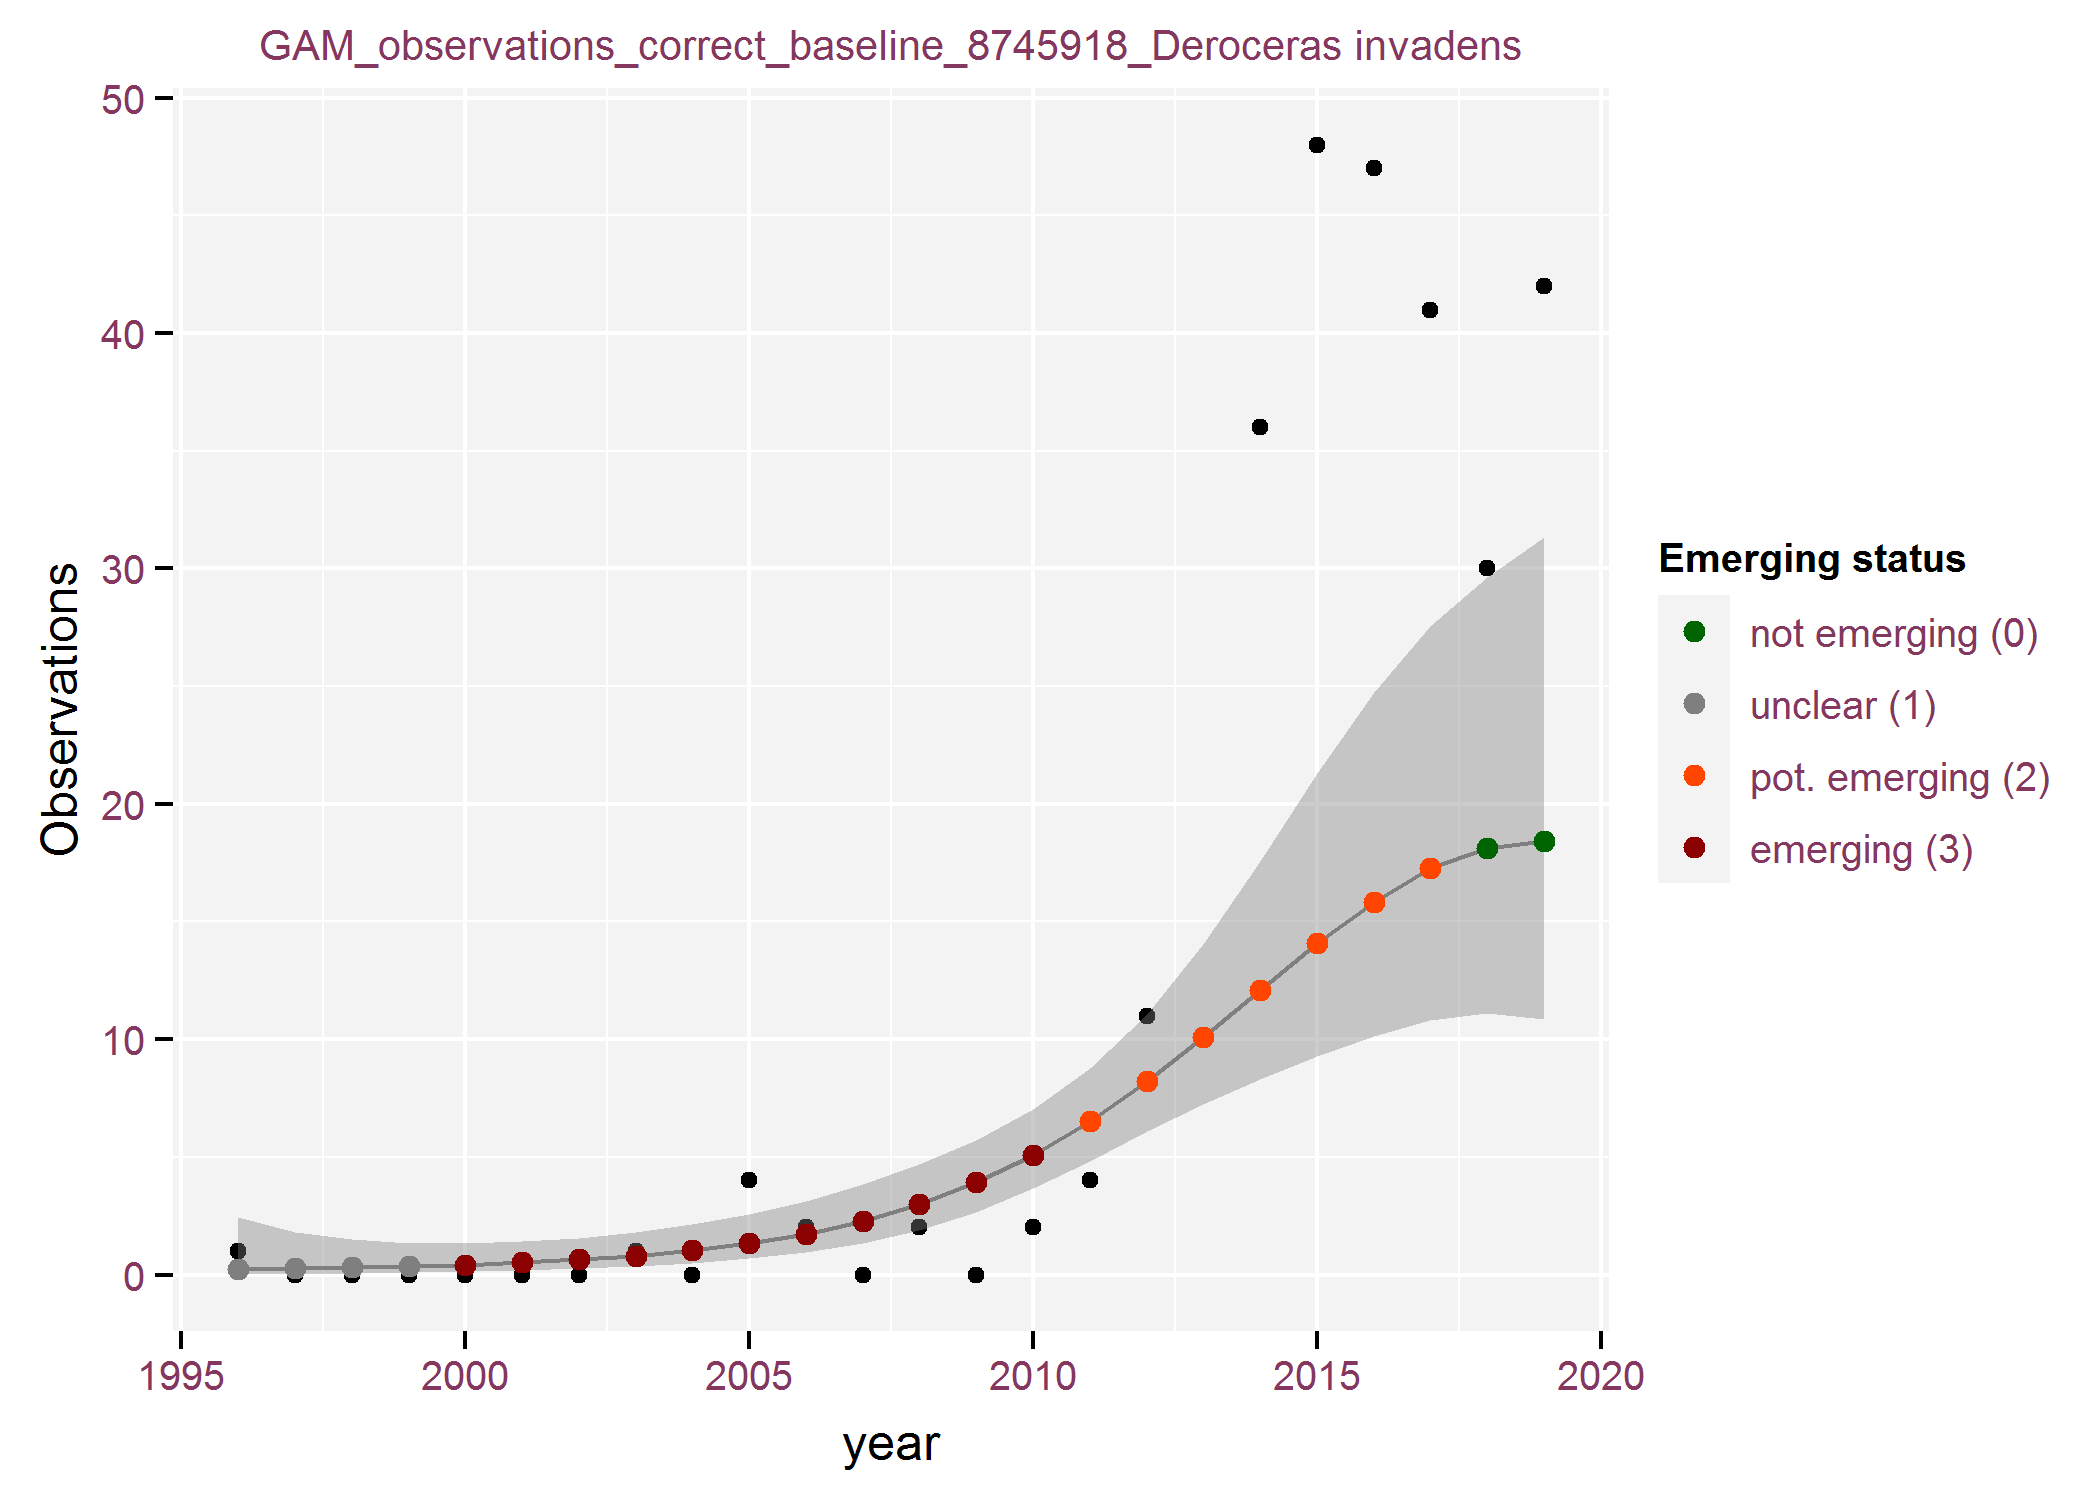 GAM_observations_correct_baseline_8745918_Deroceras invadens
50
40
30
20
10
0
Observations
1995 2000 2005 2010 2015 2020
year
Emerging status
not emerging (0)
unclear (1)
pot. emerging (2)
emerging (3)